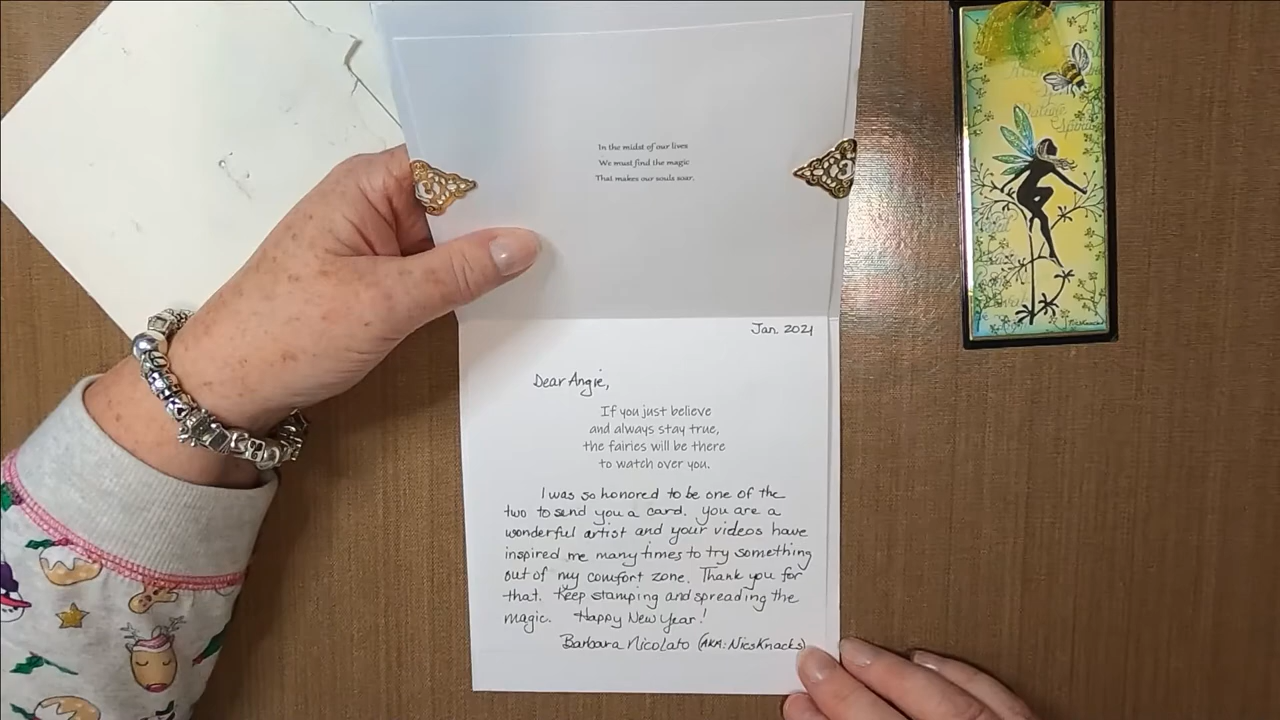 In the midst of our lives
We must find the magic
That makes our souls soar.
Jan. 2021
Dear Angie,
If you just believe
and always stay true,
the fairies will be there
to watch over you.
I was so honored to be one of the
two to send you a card. You are a
wonderful artist and your videos have
inspired me many times to try something
out of my comfort zone. Thank you for
that. Keep stamping and spreading the
magic. Happy New Year!
Barbara Nicolato (AKA: NicsKnacks)